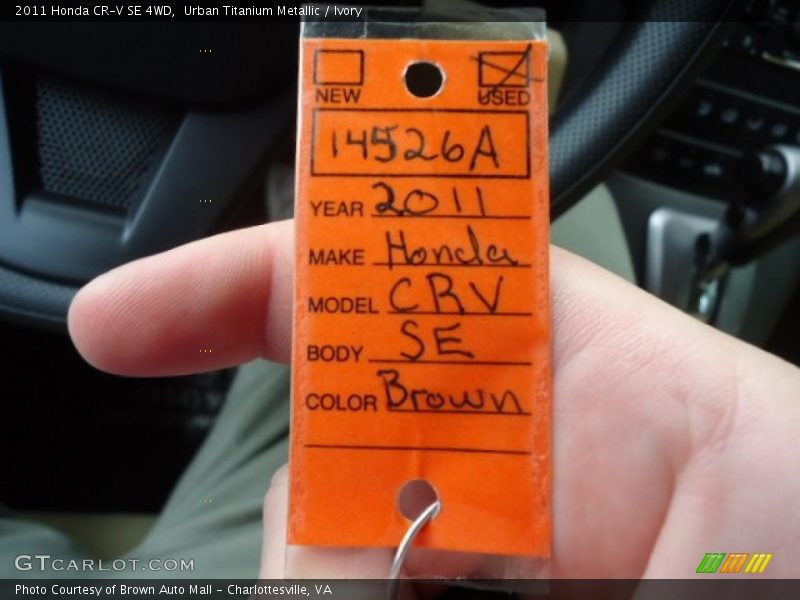 2011 Honda CR-V SE 4WD,  Urban Titanium Metallic / Ivory
NEW USED
14526A
YEAR 2011
MAKE Honda
MODEL CRV
BODY SE
COLOR Brown
GTCARLOT.COM
Photo Courtesy of Brown Auto Mall - Charlottesville, VA